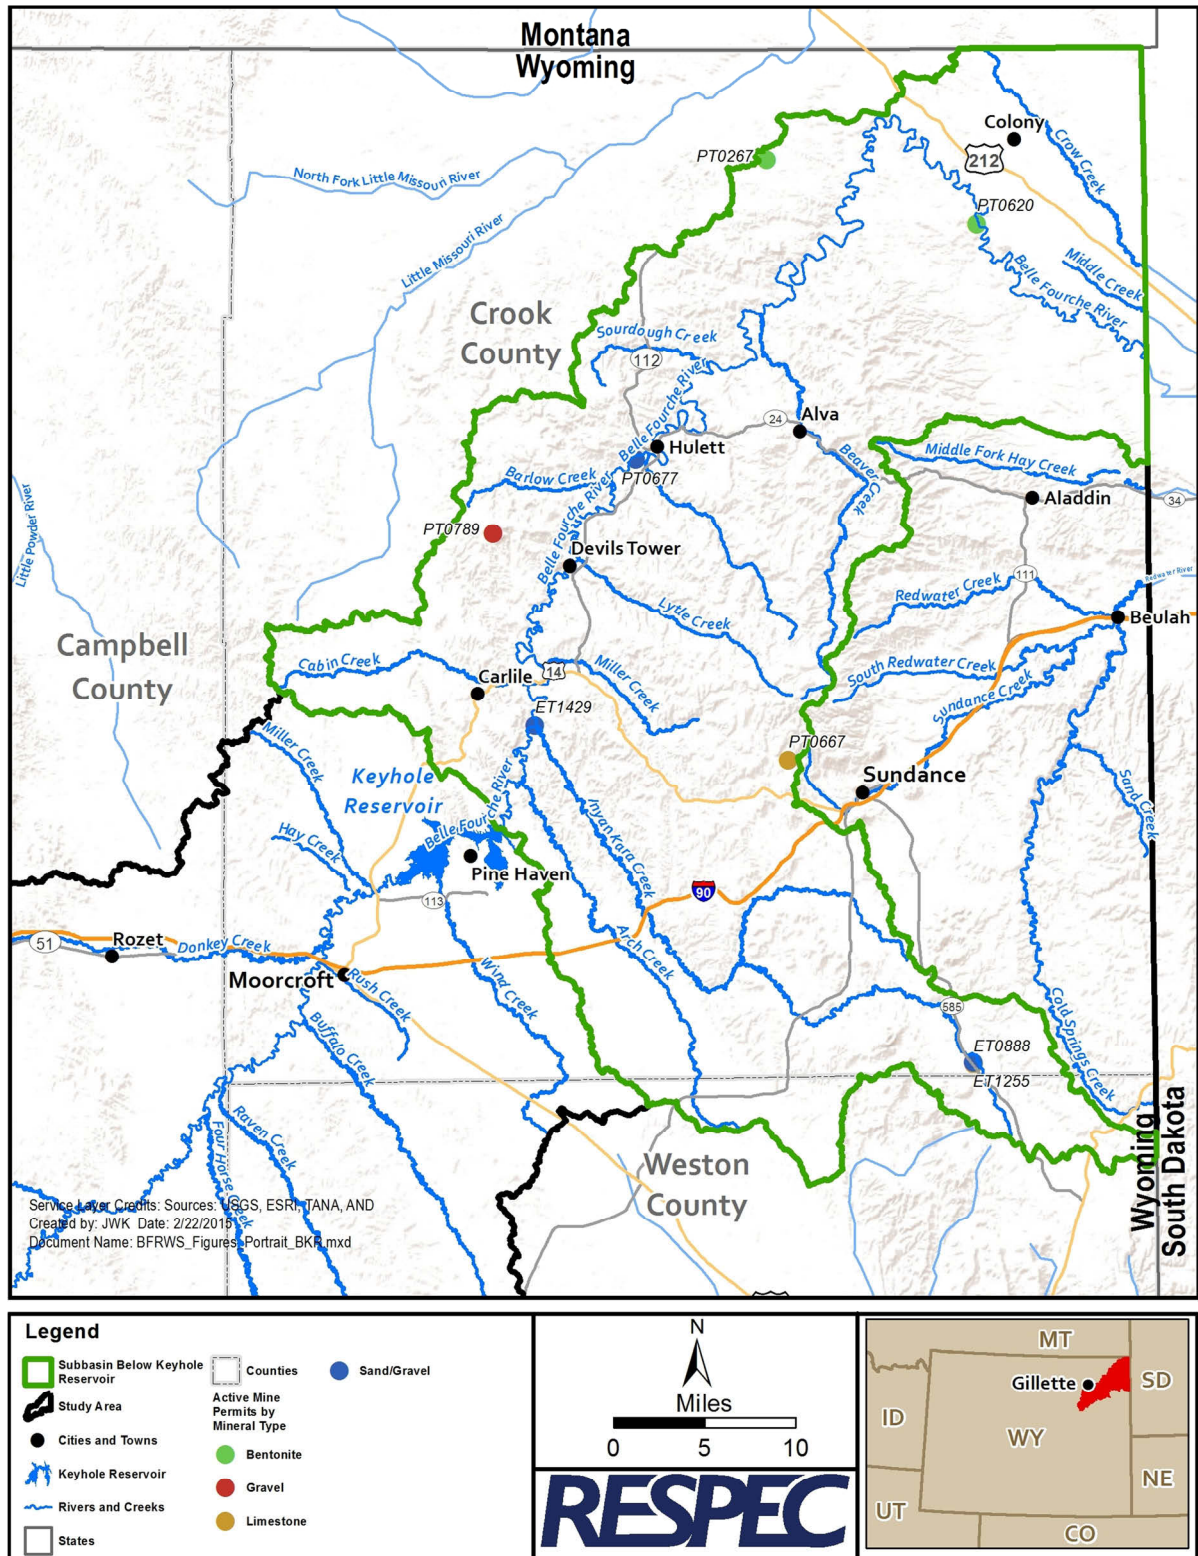 Montana
Wyoming
Colony
Crow Creek
PT0267
212
North Fork Little Missouri River
PT0620
Little Missouri River
Middle Creek
Belle Fourche River
Crook
County
Sourdough Creek
112
Belle Fourche River
24
Alva
Hulett
Beaver Creek
Middle Fork Hay Creek
Barlow Creek
PT0677
Aladdin
34
Little Powder River
PT0789
Belle Fourche River
Devils Tower
111
Redwater River
Redwater Creek
Lytle Creek
Beulah
Campbell
County
Cabin Creek
14
Miller Creek
South Redwater Creek
Carlile
Sundance Creek
ET1429
Miller Creek
PT0667
Keyhole
Reservoir
Sundance
Sand Creek
Belle Fourche River
Inyan Kara Creek
Hay Creek
Pine Haven
90
113
51
Rozet
Donkey Creek
Arch Creek
Moorcroft
Rush Creek
Wind Creek
Cold Springs Creek
585
Buffalo Creek
ET0888
ET1255
Raven Creek
Four Horse Creek
Weston
County
Wyoming
South Dakota
Service Layer Credits: Sources: USGS, ESRI, TANA, AND
Created by: JWK Date: 2/22/2015
Document Name: BFRWS_Figures_Portrait_BKR.mxd
Legend
Subbasin Below Keyhole
Reservoir
Study Area
Cities and Towns
Keyhole Reservoir
Rivers and Creeks
States
Counties
Active Mine
Permits by
Mineral Type
Bentonite
Gravel
Limestone
Sand/Gravel
N
Miles
0 5 10
RESPEC
MT
Gillette
SD
ID
WY
NE
UT
CO